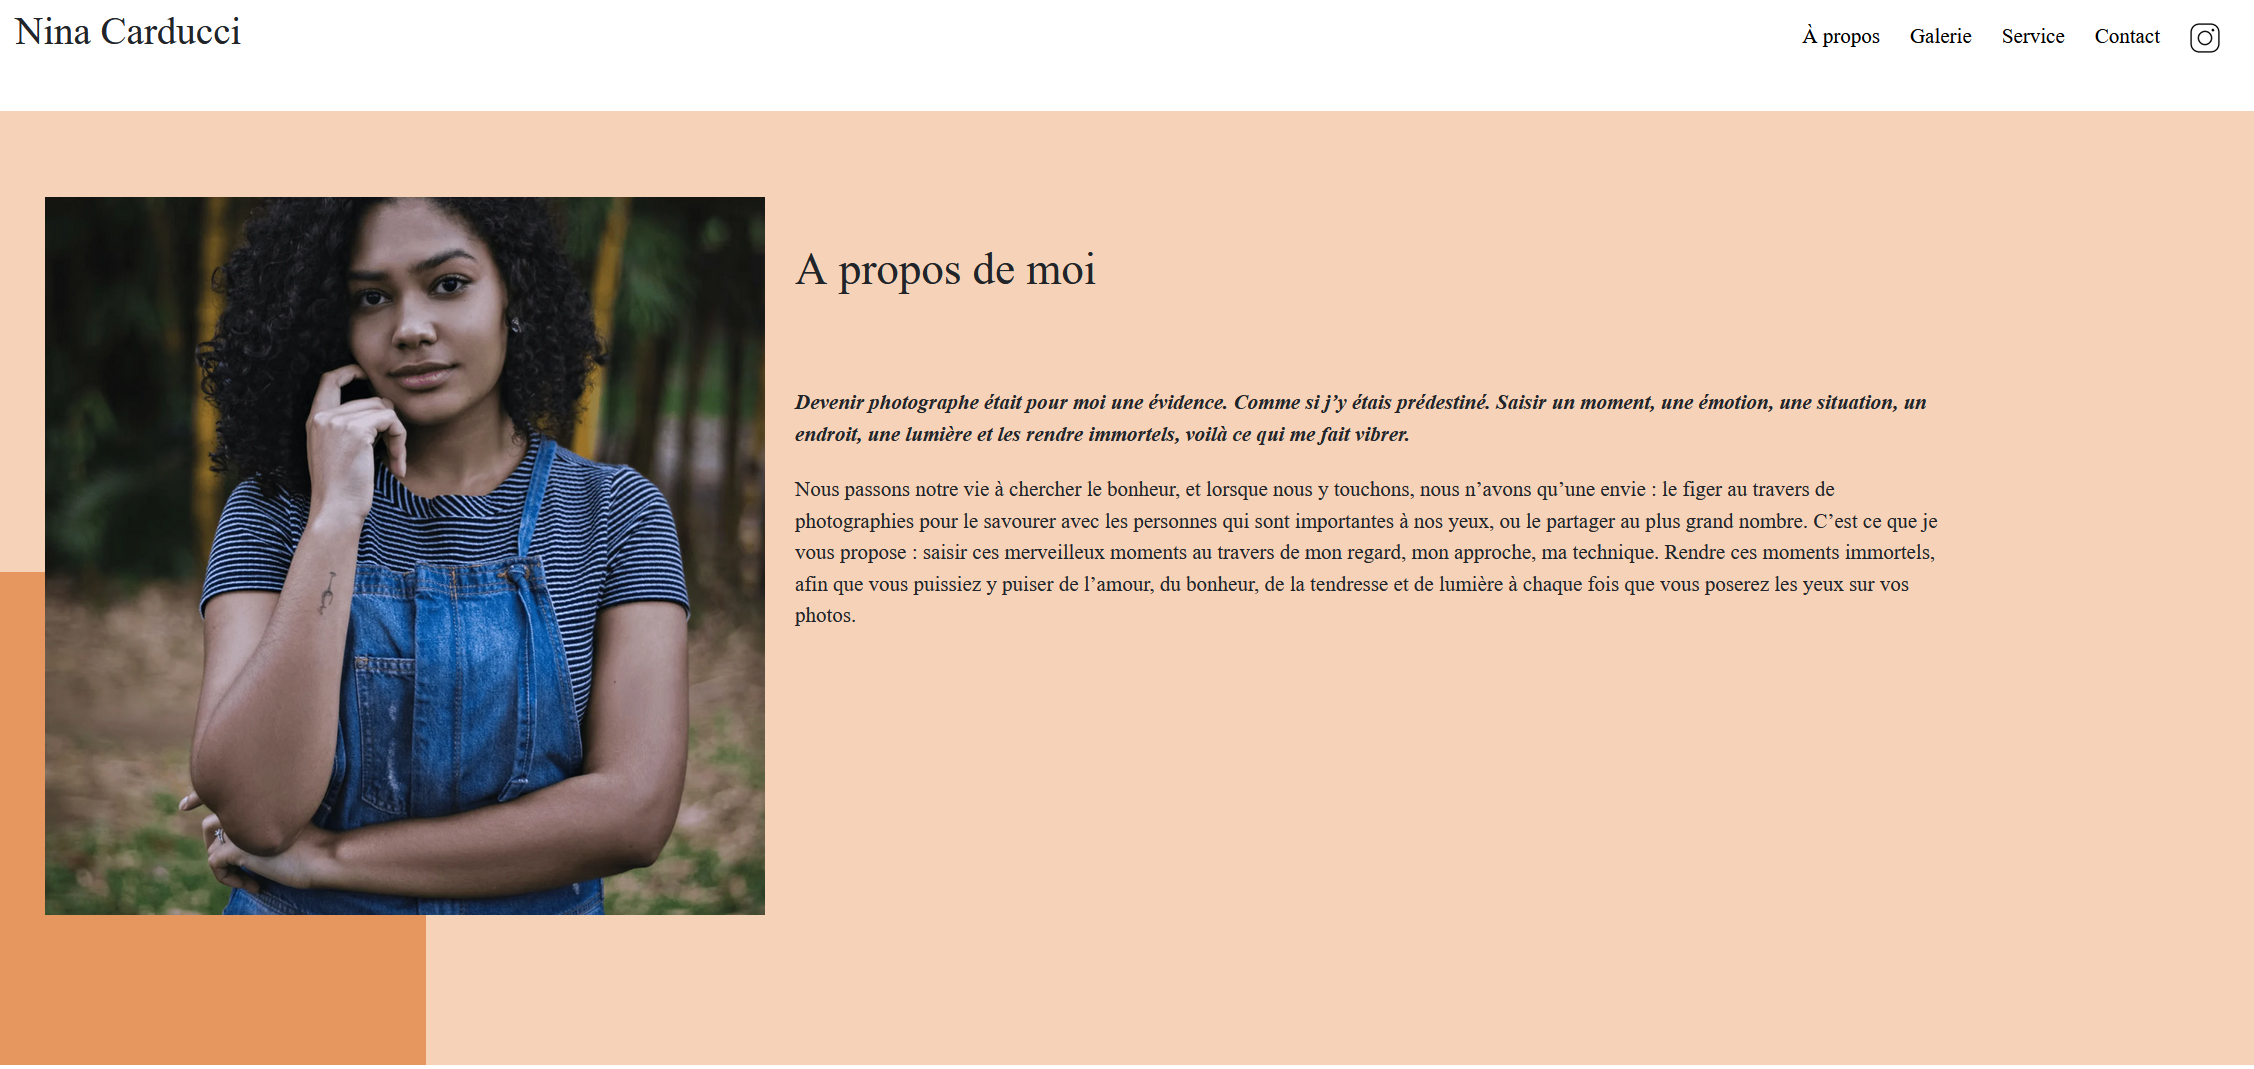 Nina Carducci
À propos Galerie Service Contact
A propos de moi
Devenir photographe était pour moi une évidence. Comme si j’y étais prédestiné. Saisir un moment, une émotion, une situation, un
endroit, une lumière et les rendre immortels, voilà ce qui me fait vibrer.
Nous passons notre vie à chercher le bonheur, et lorsque nous y touchons, nous n’avons qu’une envie : le figer au travers de
photographies pour le savourer avec les personnes qui sont importantes à nos yeux, ou le partager au plus grand nombre. C’est ce que je
vous propose : saisir ces merveilleux moments au travers de mon regard, mon approche, ma technique. Rendre ces moments immortels,
afin que vous puissiez y puiser de l’amour, du bonheur, de la tendresse et de lumière à chaque fois que vous poserez les yeux sur vos
photos.